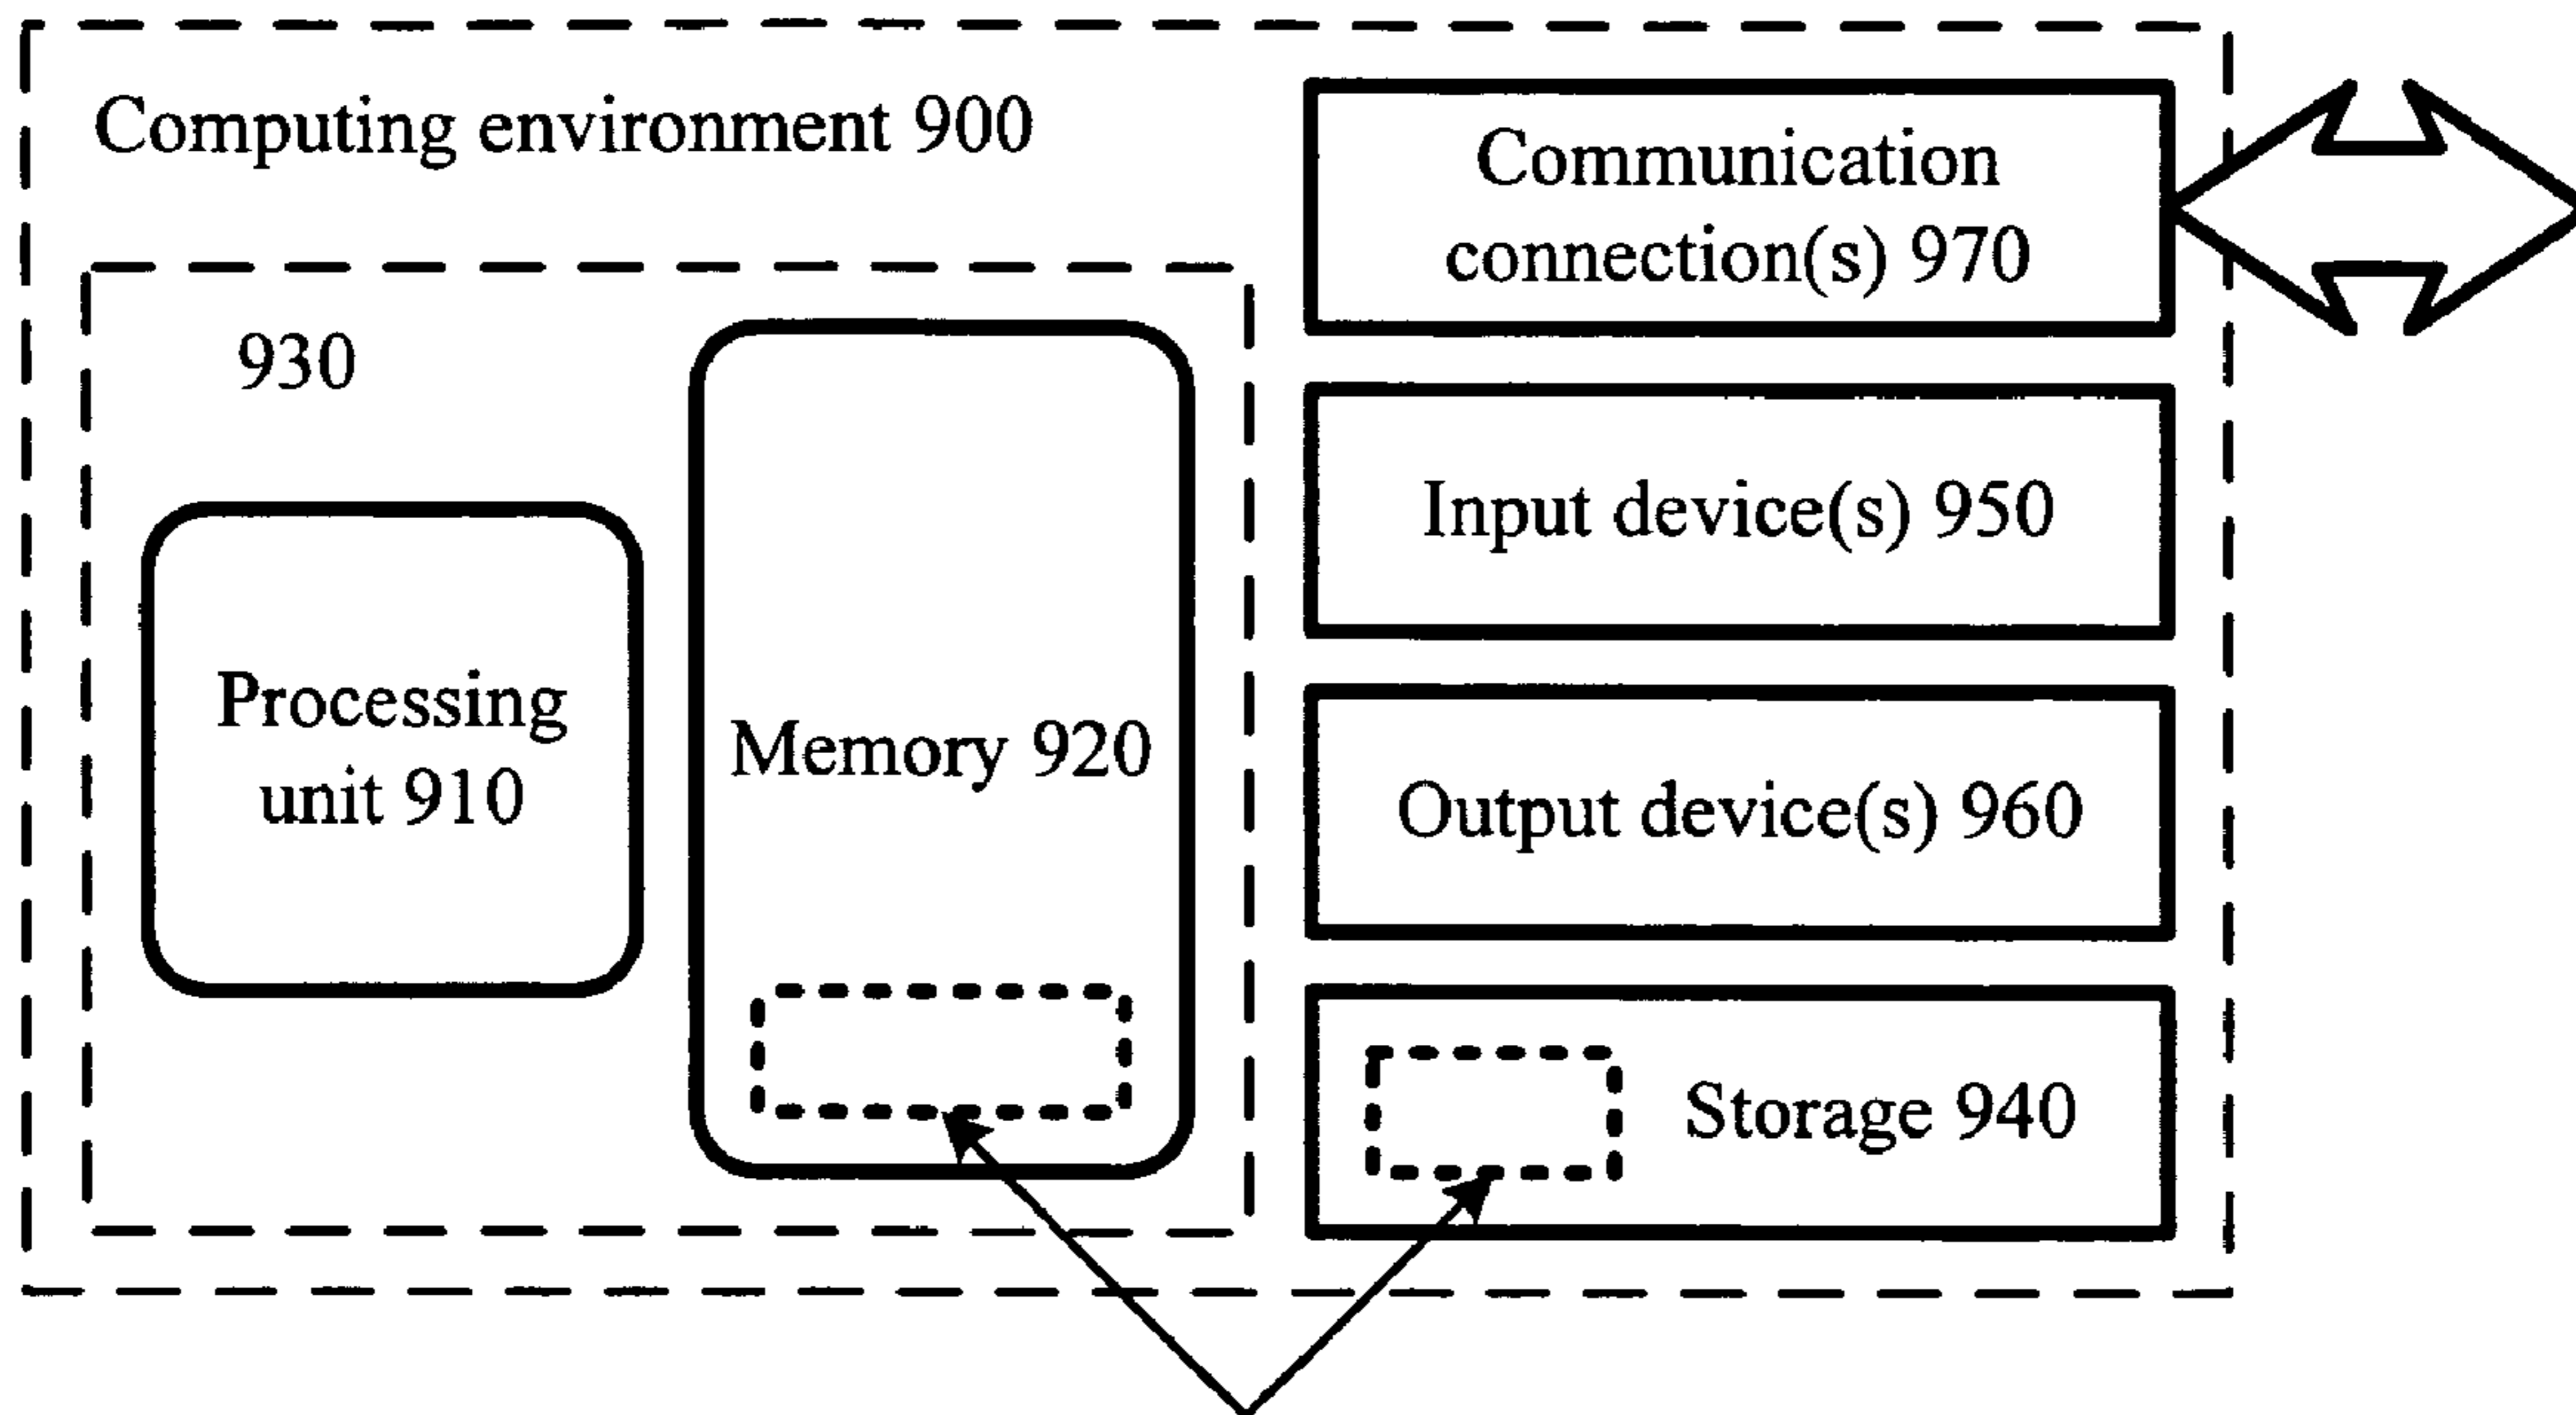 Computing environment 900
Communication
connection(s) 970
930
Input device(s) 950
Processing
unit 910
Memory 920
Output device(s) 960
Storage 940